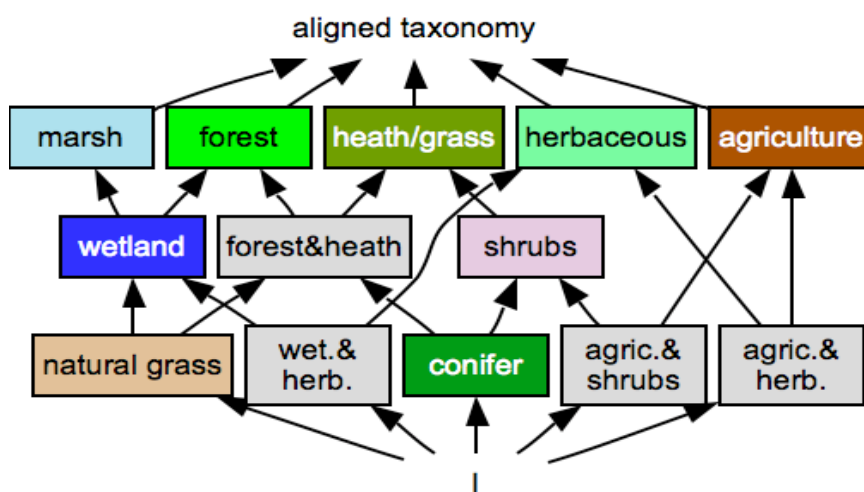 aligned taxonomy
marsh
forest
heath/grass
herbaceous
agriculture
wetland
forest&heath
shrubs
natural grass
wet.&
herb.
conifer
agric.&
shrubs
agric.&
herb.